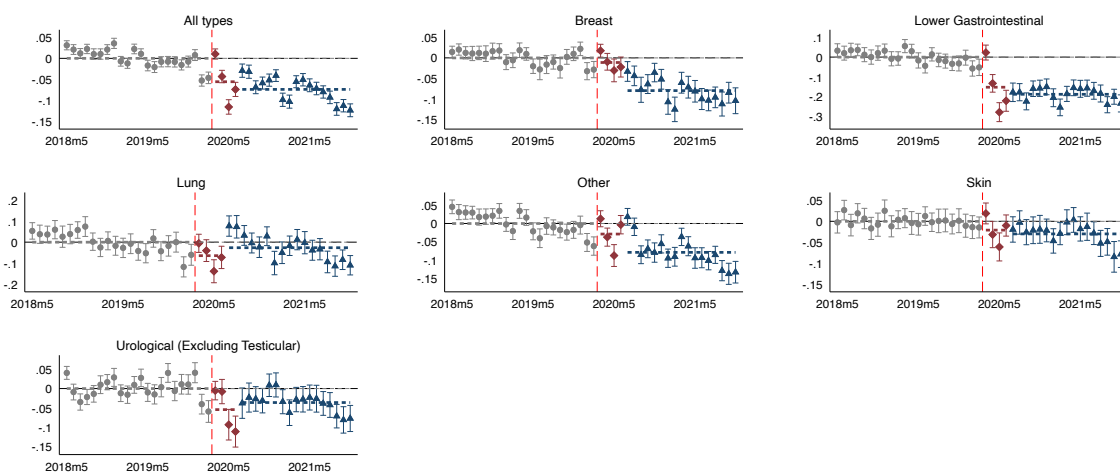 All types
.05
0
-.05
-.1
-.15
2018m5 2019m5 2020m5 2021m5
Breast
.05
0
-.05
-.1
-.15
2018m5 2019m5 2020m5 2021m5
Lower Gastrointestinal
.1
0
-.1
-.2
-.3
2018m5 2019m5 2020m5 2021m5
Lung
.2
.1
0
-.1
-.2
2018m5 2019m5 2020m5 2021m5
Other
.05
0
-.05
-.1
-.15
2018m5 2019m5 2020m5 2021m5
Skin
.05
0
-.05
-.1
-.15
2018m5 2019m5 2020m5 2021m5
Urological (Excluding Testicular)
.05
0
-.05
-.1
-.15
2018m5 2019m5 2020m5 2021m5